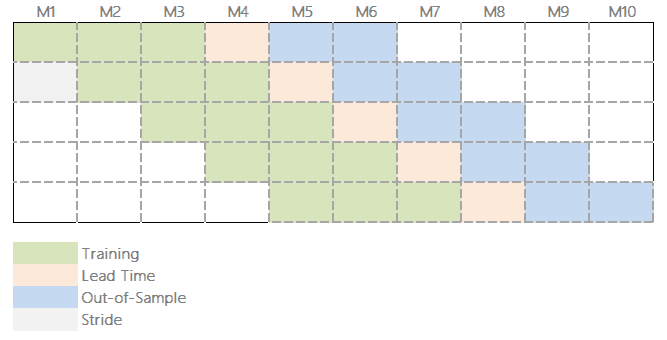 M1 M2 M3 M4 M5 M6 M7 M8 M9 M10
Training
Lead Time
Out-of-Sample
Stride